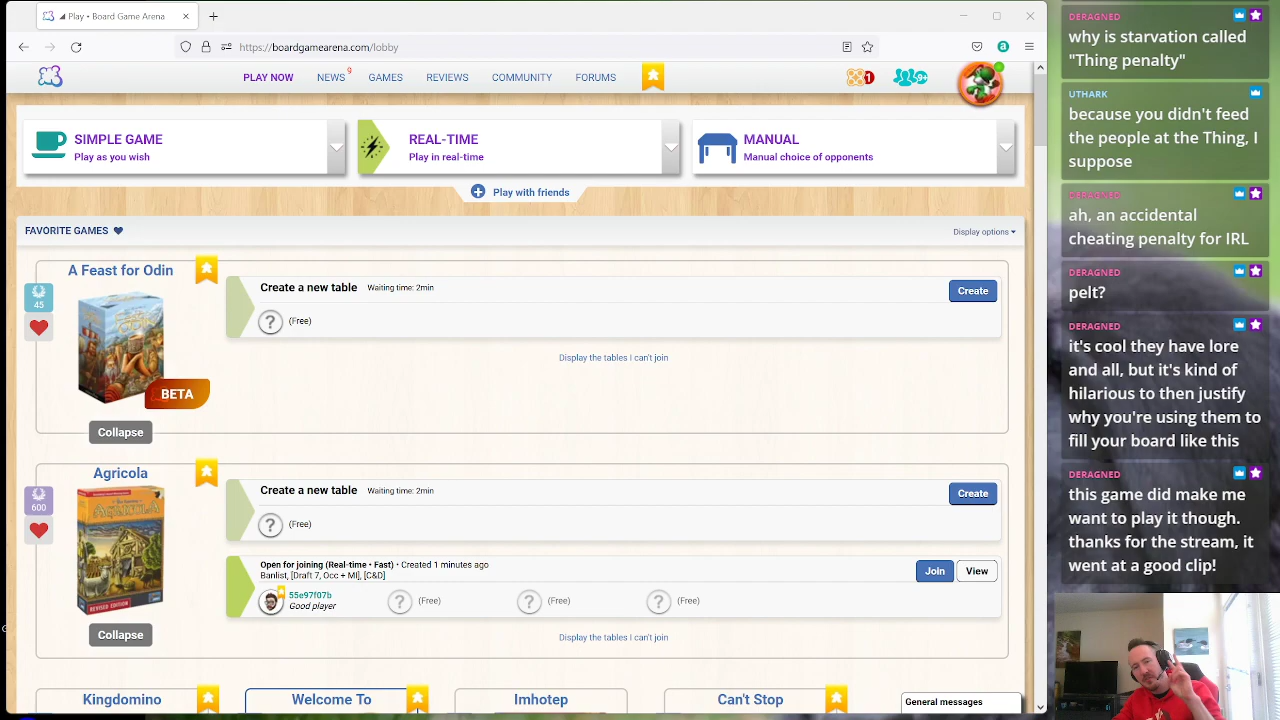 Play • Board Game Arena
https://boardgamearena.com/lobby
PLAY NOW
NEWS
GAMES
REVIEWS
COMMUNITY
FORUMS
1
9+
SIMPLE GAME
Play as you wish
REAL-TIME
Play in real-time
MANUAL
Manual choice of opponents
Play with friends
FAVORITE GAMES
Display options
A Feast for Odin
45
BETA
Collapse
Create a new table Waiting time: 2min
Create
? (Free)
Display the tables I can't join
Agricola
600
AGRICOLA
REVISED EDITION
Collapse
Create a new table Waiting time: 2min
Create
? (Free)
Open for joining (Real-time • Fast) • Created 1 minutes ago
Banlist, [Draft 7, Occ + MI], [C&D]
Join
View
55e97f07b
Good player
? (Free)
? (Free)
? (Free)
Display the tables I can't join
Kingdomino
Welcome To
Imhotep
Can't Stop
General messages
DERAGNED
why is starvation called
"Thing penalty"
UTHARK
because you didn't feed
the people at the Thing, I
suppose
DERAGNED
ah, an accidental
cheating penalty for IRL
DERAGNED
pelt?
DERAGNED
it's cool they have lore
and all, but it's kind of
hilarious to then justify
why you're using them to
fill your board like this
DERAGNED
this game did make me
want to play it though.
thanks for the stream, it
went at a good clip!